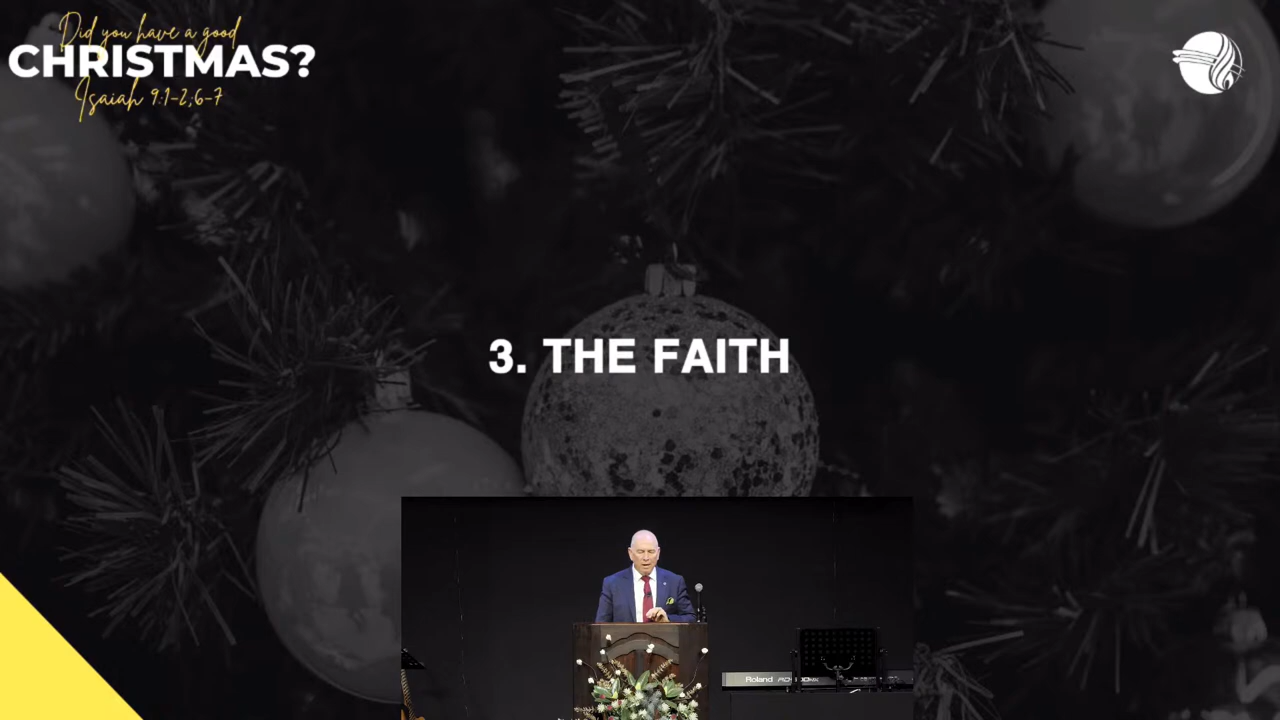 Did you have a good
CHRISTMAS?
Isaiah 9:1-2;6-7
3. THE FAITH
Roland